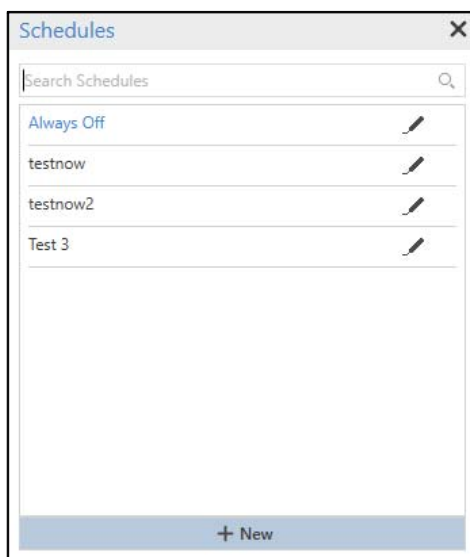 Schedules
Search Schedules
Always Off
testnow
testnow2
Test 3
+ New